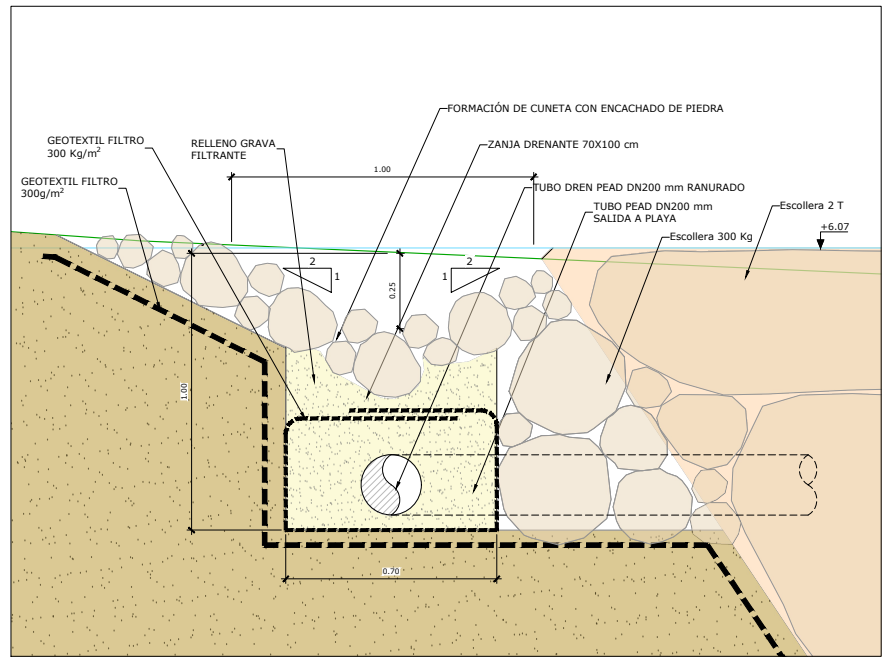 FORMACIÓN DE CUNETA CON ENCACHADO DE PIEDRA
GEOTEXTIL FILTRO
300 Kg/m²
RELLENO GRAVA
FILTRANTE
ZANJA DRENANTE 70X100 cm
1.00
GEOTEXTIL FILTRO
300g/m²
TUBO DREN PEAD DN200 mm RANURADO
TUBO PEAD DN200 mm
SALIDA A PLAYA
Escollera 2 T
+6.07
Escollera 300 Kg
2
1
2
1
0.25
1.00
0.70